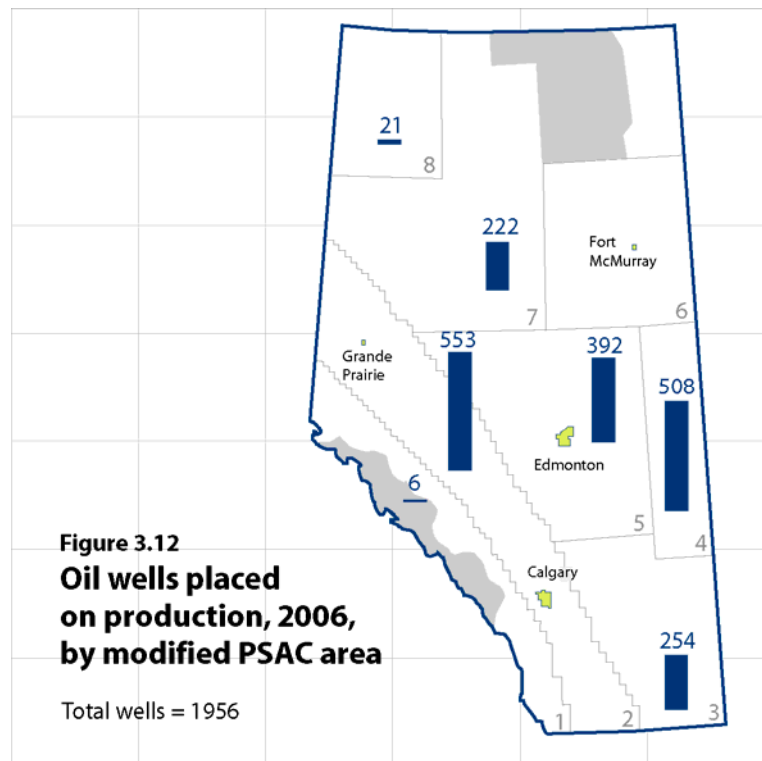 21
8
222
Fort
McMurray
7
6
553
392
Grande
Prairie
508
Edmonton
6
5
4
Figure 3.12
Oil wells placed
on production, 2006,
by modified PSAC area
Calgary
254
Total wells = 1956
1
2
3